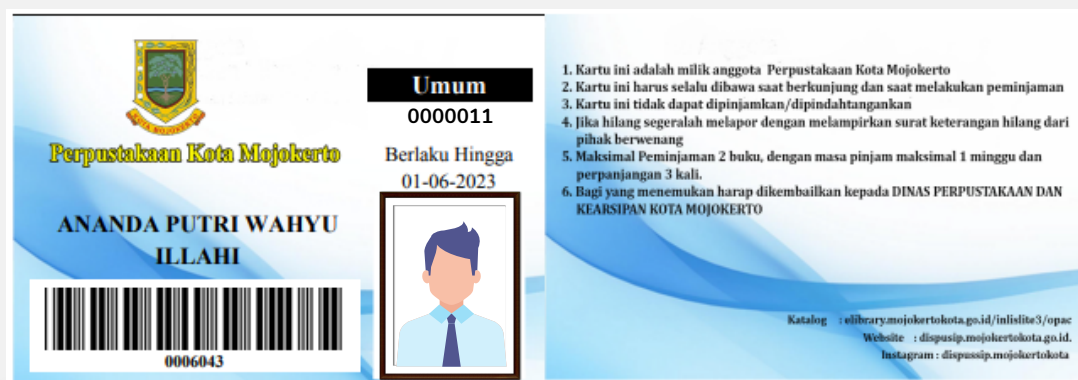 KOTA MOJOKERTO
Perpustakaan Kota Mojokerto
ANANDA PUTRI WAHYU
ILLAHI
0006043
Umum
0000011
Berlaku Hingga
01-06-2023
1. Kartu ini adalah milik anggota Perpustakaan Kota Mojokerto
2. Kartu ini harus selalu dibawa saat berkunjung dan saat melakukan peminjaman
3. Kartu ini tidak dapat dipinjamkan/dipindahtangankan
4. Jika hilang segeralah melapor dengan melampirkan surat keterangan hilang dari
pihak berwenang
5. Maksimal Peminjaman 2 buku, dengan masa pinjam maksimal 1 minggu dan
perpanjangan 3 kali.
6. Bagi yang menemukan harap dikembailkan kepada DINAS PERPUSTAKAAN DAN
KEARSIPAN KOTA MOJOKERTO
Katalog : elibrary.mojokertokota.go.id/inlislite3/opac
Website : dispusip.mojokertokota.go.id.
Instagram : dispussip.mojokertokota